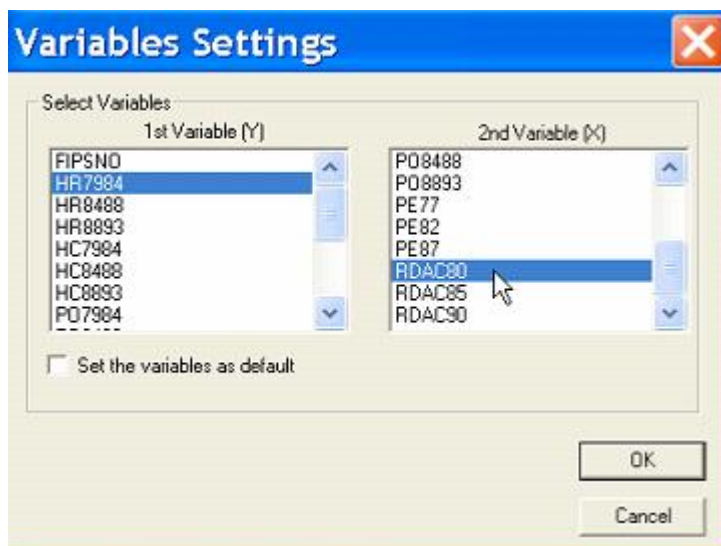 Variables Settings
Select Variables
1st Variable (Y)
2nd Variable (X)
FIPSNO
HR7984
HR8488
HR8893
HC7984
HC8488
HC8893
PO7984
PO8488
PO8893
PE77
PE82
PE87
RDAC80
RDAC85
RDAC90
Set the variables as default
OK
Cancel